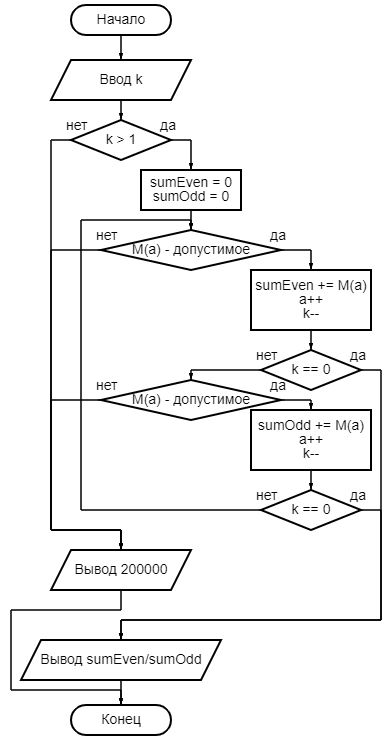 Начало
Ввод k
нет
да
k > 1
sumEven = 0
sumOdd = 0
нет
да
M(a) - допустимое
sumEven += M(a)
a++
k--
нет
да
k == 0
нет
да
M(a) - допустимое
sumOdd += M(a)
a++
k--
нет
да
k == 0
Вывод 200000
Вывод sumEven/sumOdd
Конец